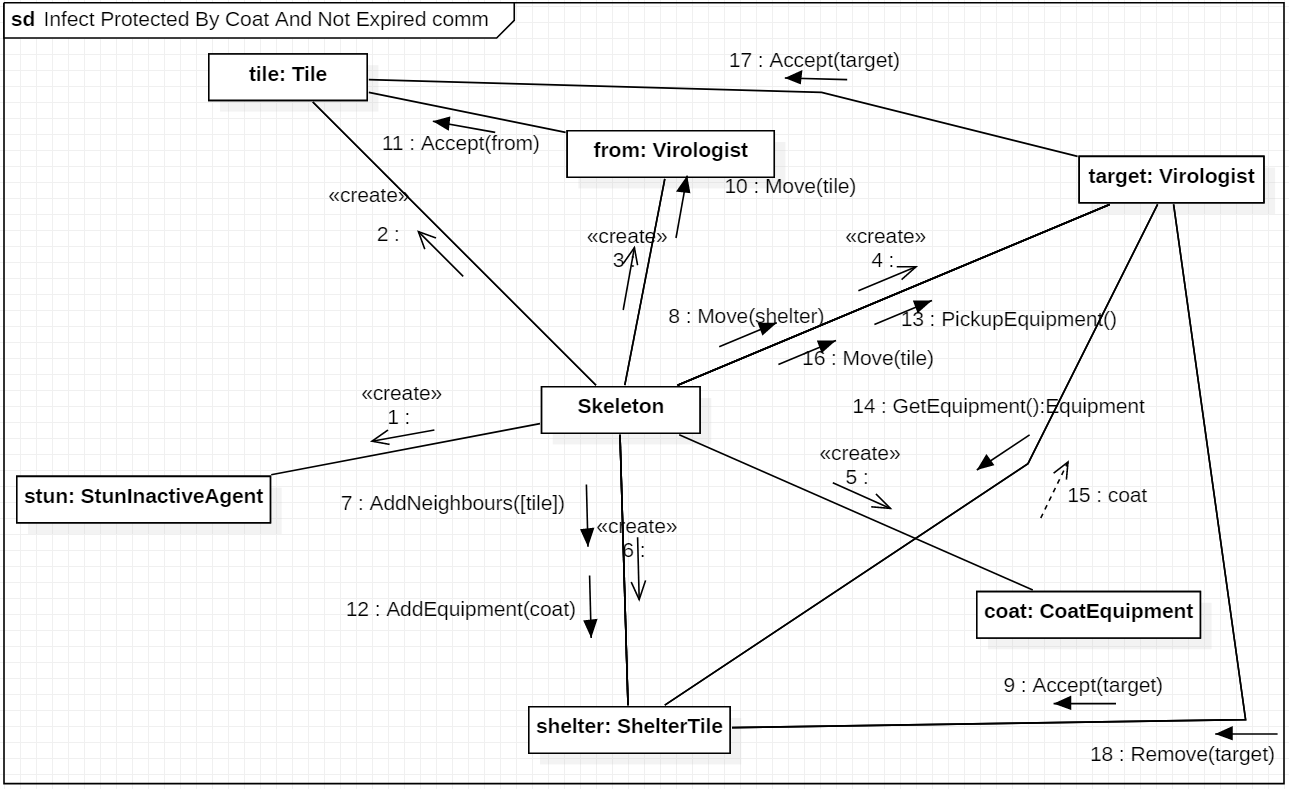 sd Infect Protected By Coat And Not Expired comm
17 : Accept(target)
tile: Tile
11 : Accept(from)
from: Virologist
target: Virologist
10 : Move(tile)
«create»
2 :
«create»
3 :
«create»
4 :
8 : Move(shelter)
13 : PickupEquipment()
16 : Move(tile)
«create»
1 :
Skeleton
14 : GetEquipment():Equipment
«create»
5 :
stun: StunInactiveAgent
7 : AddNeighbours([tile])
15 : coat
«create»
6 :
12 : AddEquipment(coat)
coat: CoatEquipment
9 : Accept(target)
shelter: ShelterTile
18 : Remove(target)